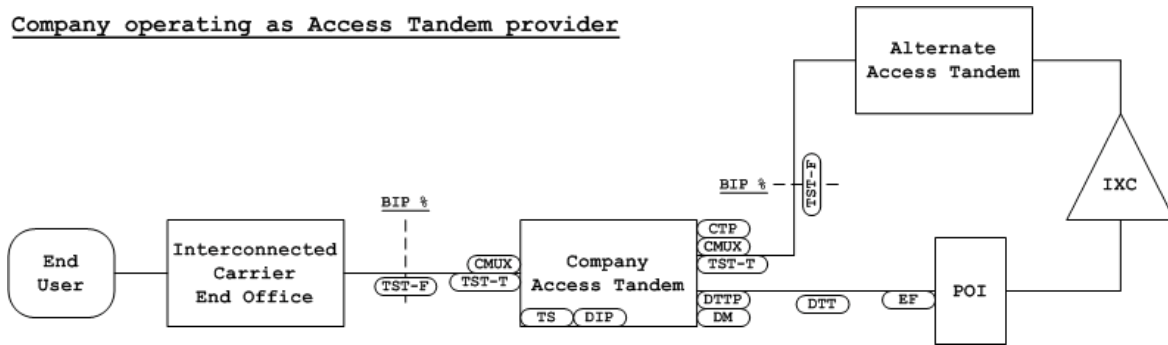 Company operating as Access Tandem provider
Alternate
Access Tandem
TST-F
BIP %
IXC
BIP %
End
User
Interconnected
Carrier
End Office
TST-F
CMUX
TST-T
Company
Access Tandem
TS
DIP
CTP
CMUX
TST-T
DTTP
DM
DTT
EF
POI